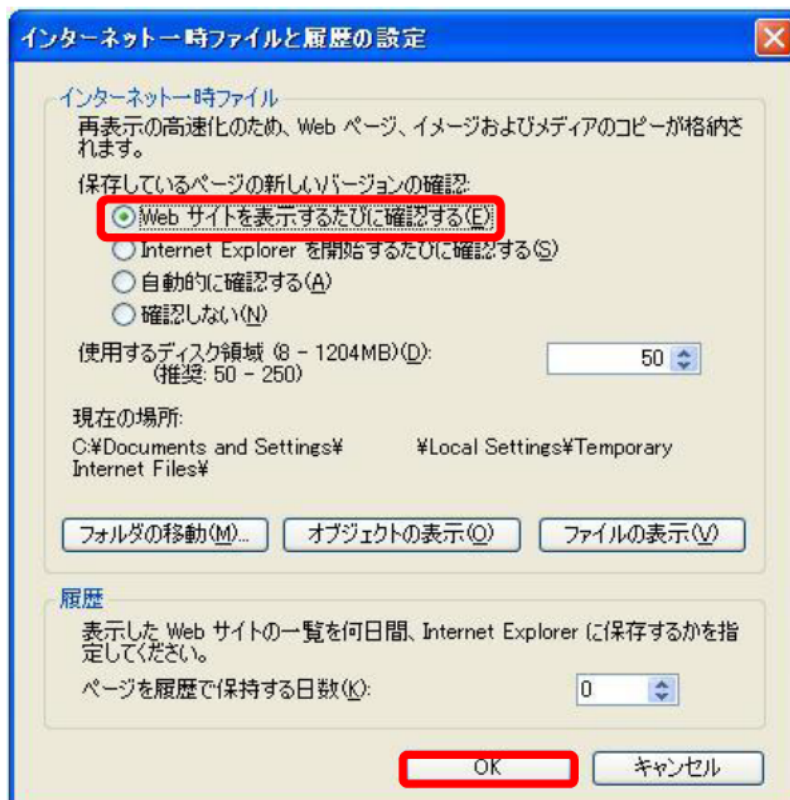 インターネット一時ファイルと履歴の設定
インターネット一時ファイル
再表示の高速化のため、Web ページ、イメージおよびメディアのコピーが格納さ
れます。
保存しているページの新しいバージョンの確認:
Web サイトを表示するたびに確認する(E)
Internet Explorer を開始するたびに確認する(S)
自動的に確認する(A)
確認しない(N)
使用するディスク領域 (8 - 1204MB)(D):
50
(推奨: 50 - 250)
現在の場所:
C:¥Documents and Settings¥ ¥Local Settings¥Temporary
Internet Files¥
フォルダの移動(M)... オブジェクトの表示(O) ファイルの表示(V)
履歴
表示した Web サイトの一覧を何日間、Internet Explorer に保存するかを指
定してください。
ページを履歴で保持する日数(K): 0
OK キャンセル